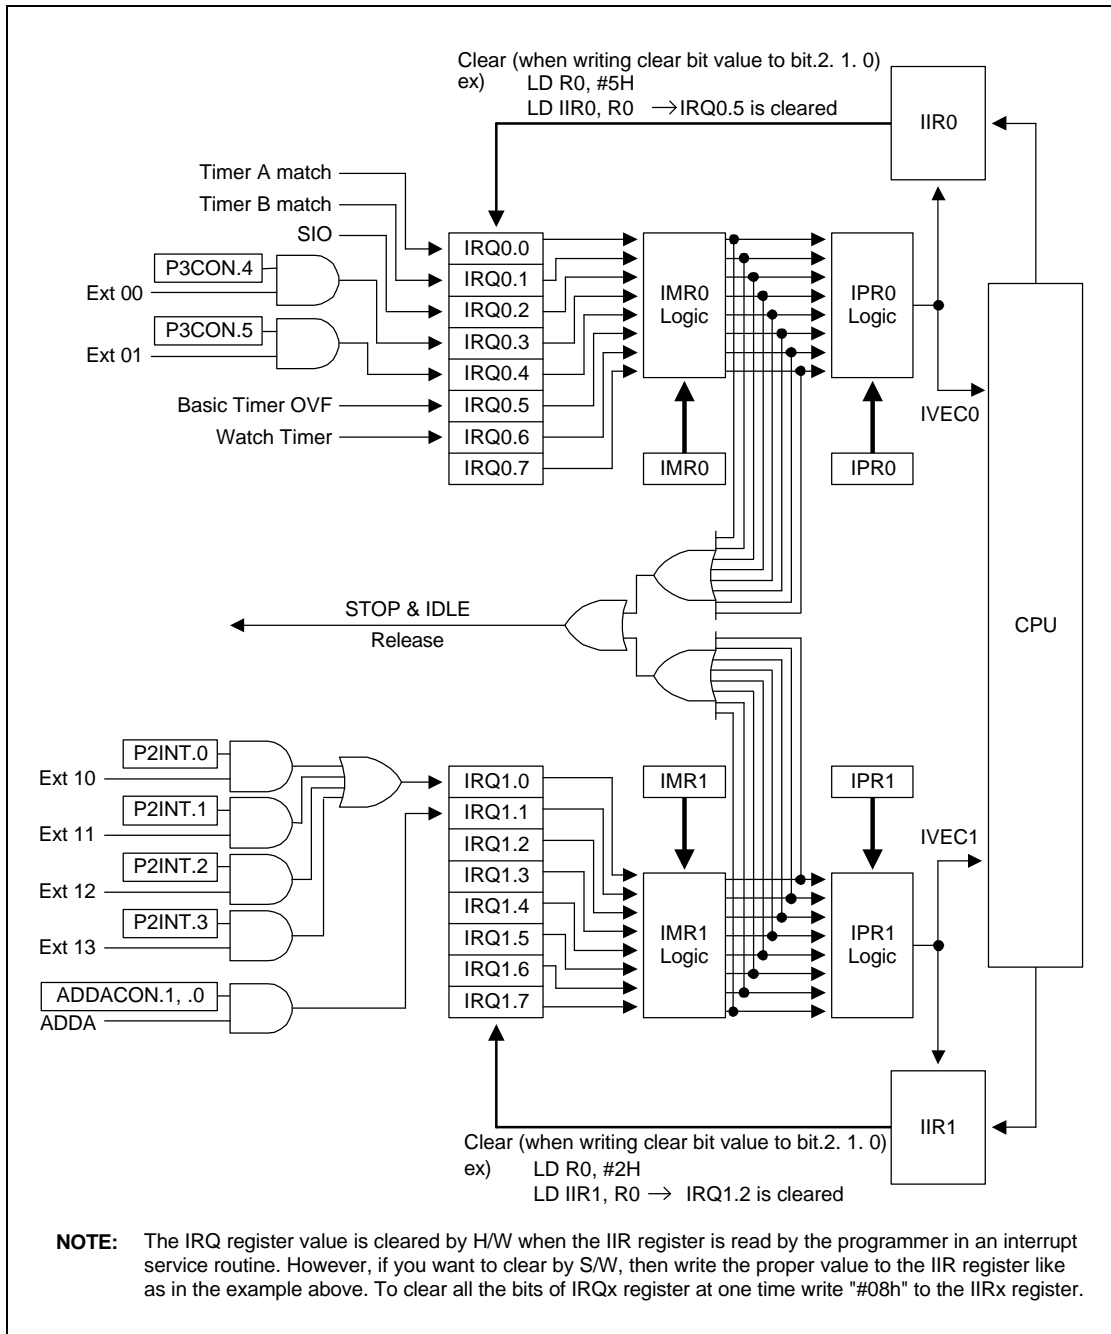 Clear (when writing clear bit value to bit.2. 1. 0)
ex) LD R0, #5H
LD IIR0, R0 → IRQ0.5 is cleared
IIR0
Timer A match
Timer B match
SIO
P3CON.4
Ext 00
P3CON.5
Ext 01
Basic Timer OVF
Watch Timer
IRQ0.0
IRQ0.1
IRQ0.2
IRQ0.3
IRQ0.4
IRQ0.5
IRQ0.6
IRQ0.7
IMR0
Logic
IPR0
Logic
IVEC0
IMR0
IPR0
STOP & IDLE
Release
CPU
P2INT.0
Ext 10
P2INT.1
Ext 11
P2INT.2
Ext 12
P2INT.3
Ext 13
ADDACON.1, .0
ADDA
IRQ1.0
IRQ1.1
IRQ1.2
IRQ1.3
IRQ1.4
IRQ1.5
IRQ1.6
IRQ1.7
IMR1
IPR1
IVEC1
IMR1
Logic
IPR1
Logic
IIR1
Clear (when writing clear bit value to bit.2. 1. 0)
ex) LD R0, #2H
LD IIR1, R0 → IRQ1.2 is cleared
NOTE: The IRQ register value is cleared by H/W when the IIR register is read by the programmer in an interrupt
service routine. However, if you want to clear by S/W, then write the proper value to the IIR register like
as in the example above. To clear all the bits of IRQx register at one time write "#08h" to the IIRx register.